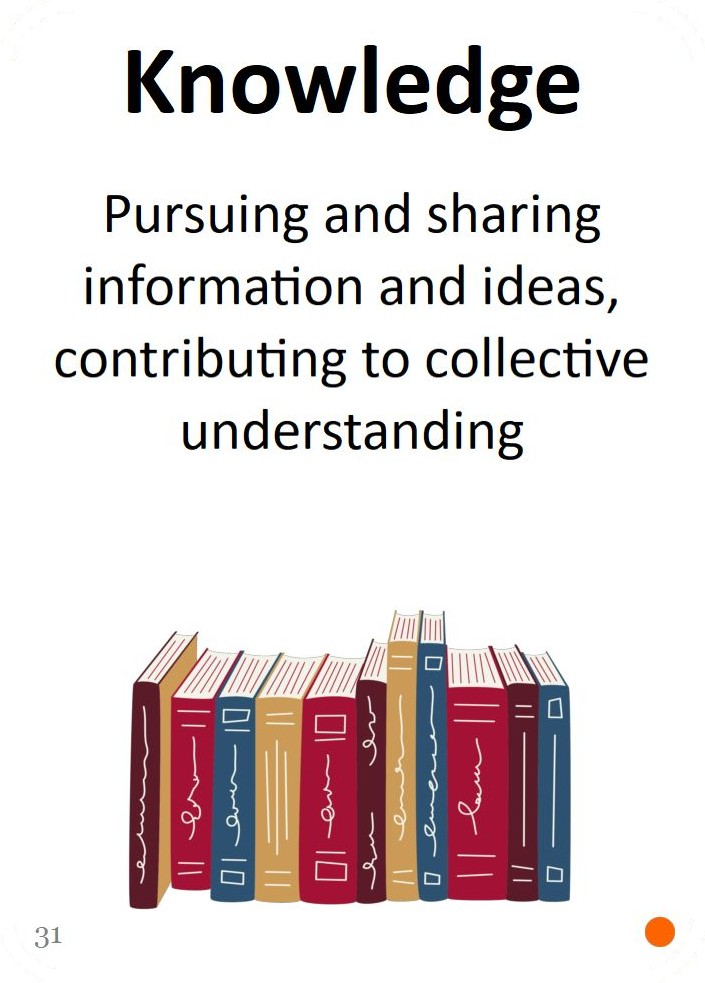 Knowledge
Pursuing and sharing
information and ideas,
contributing to collective
understanding
31